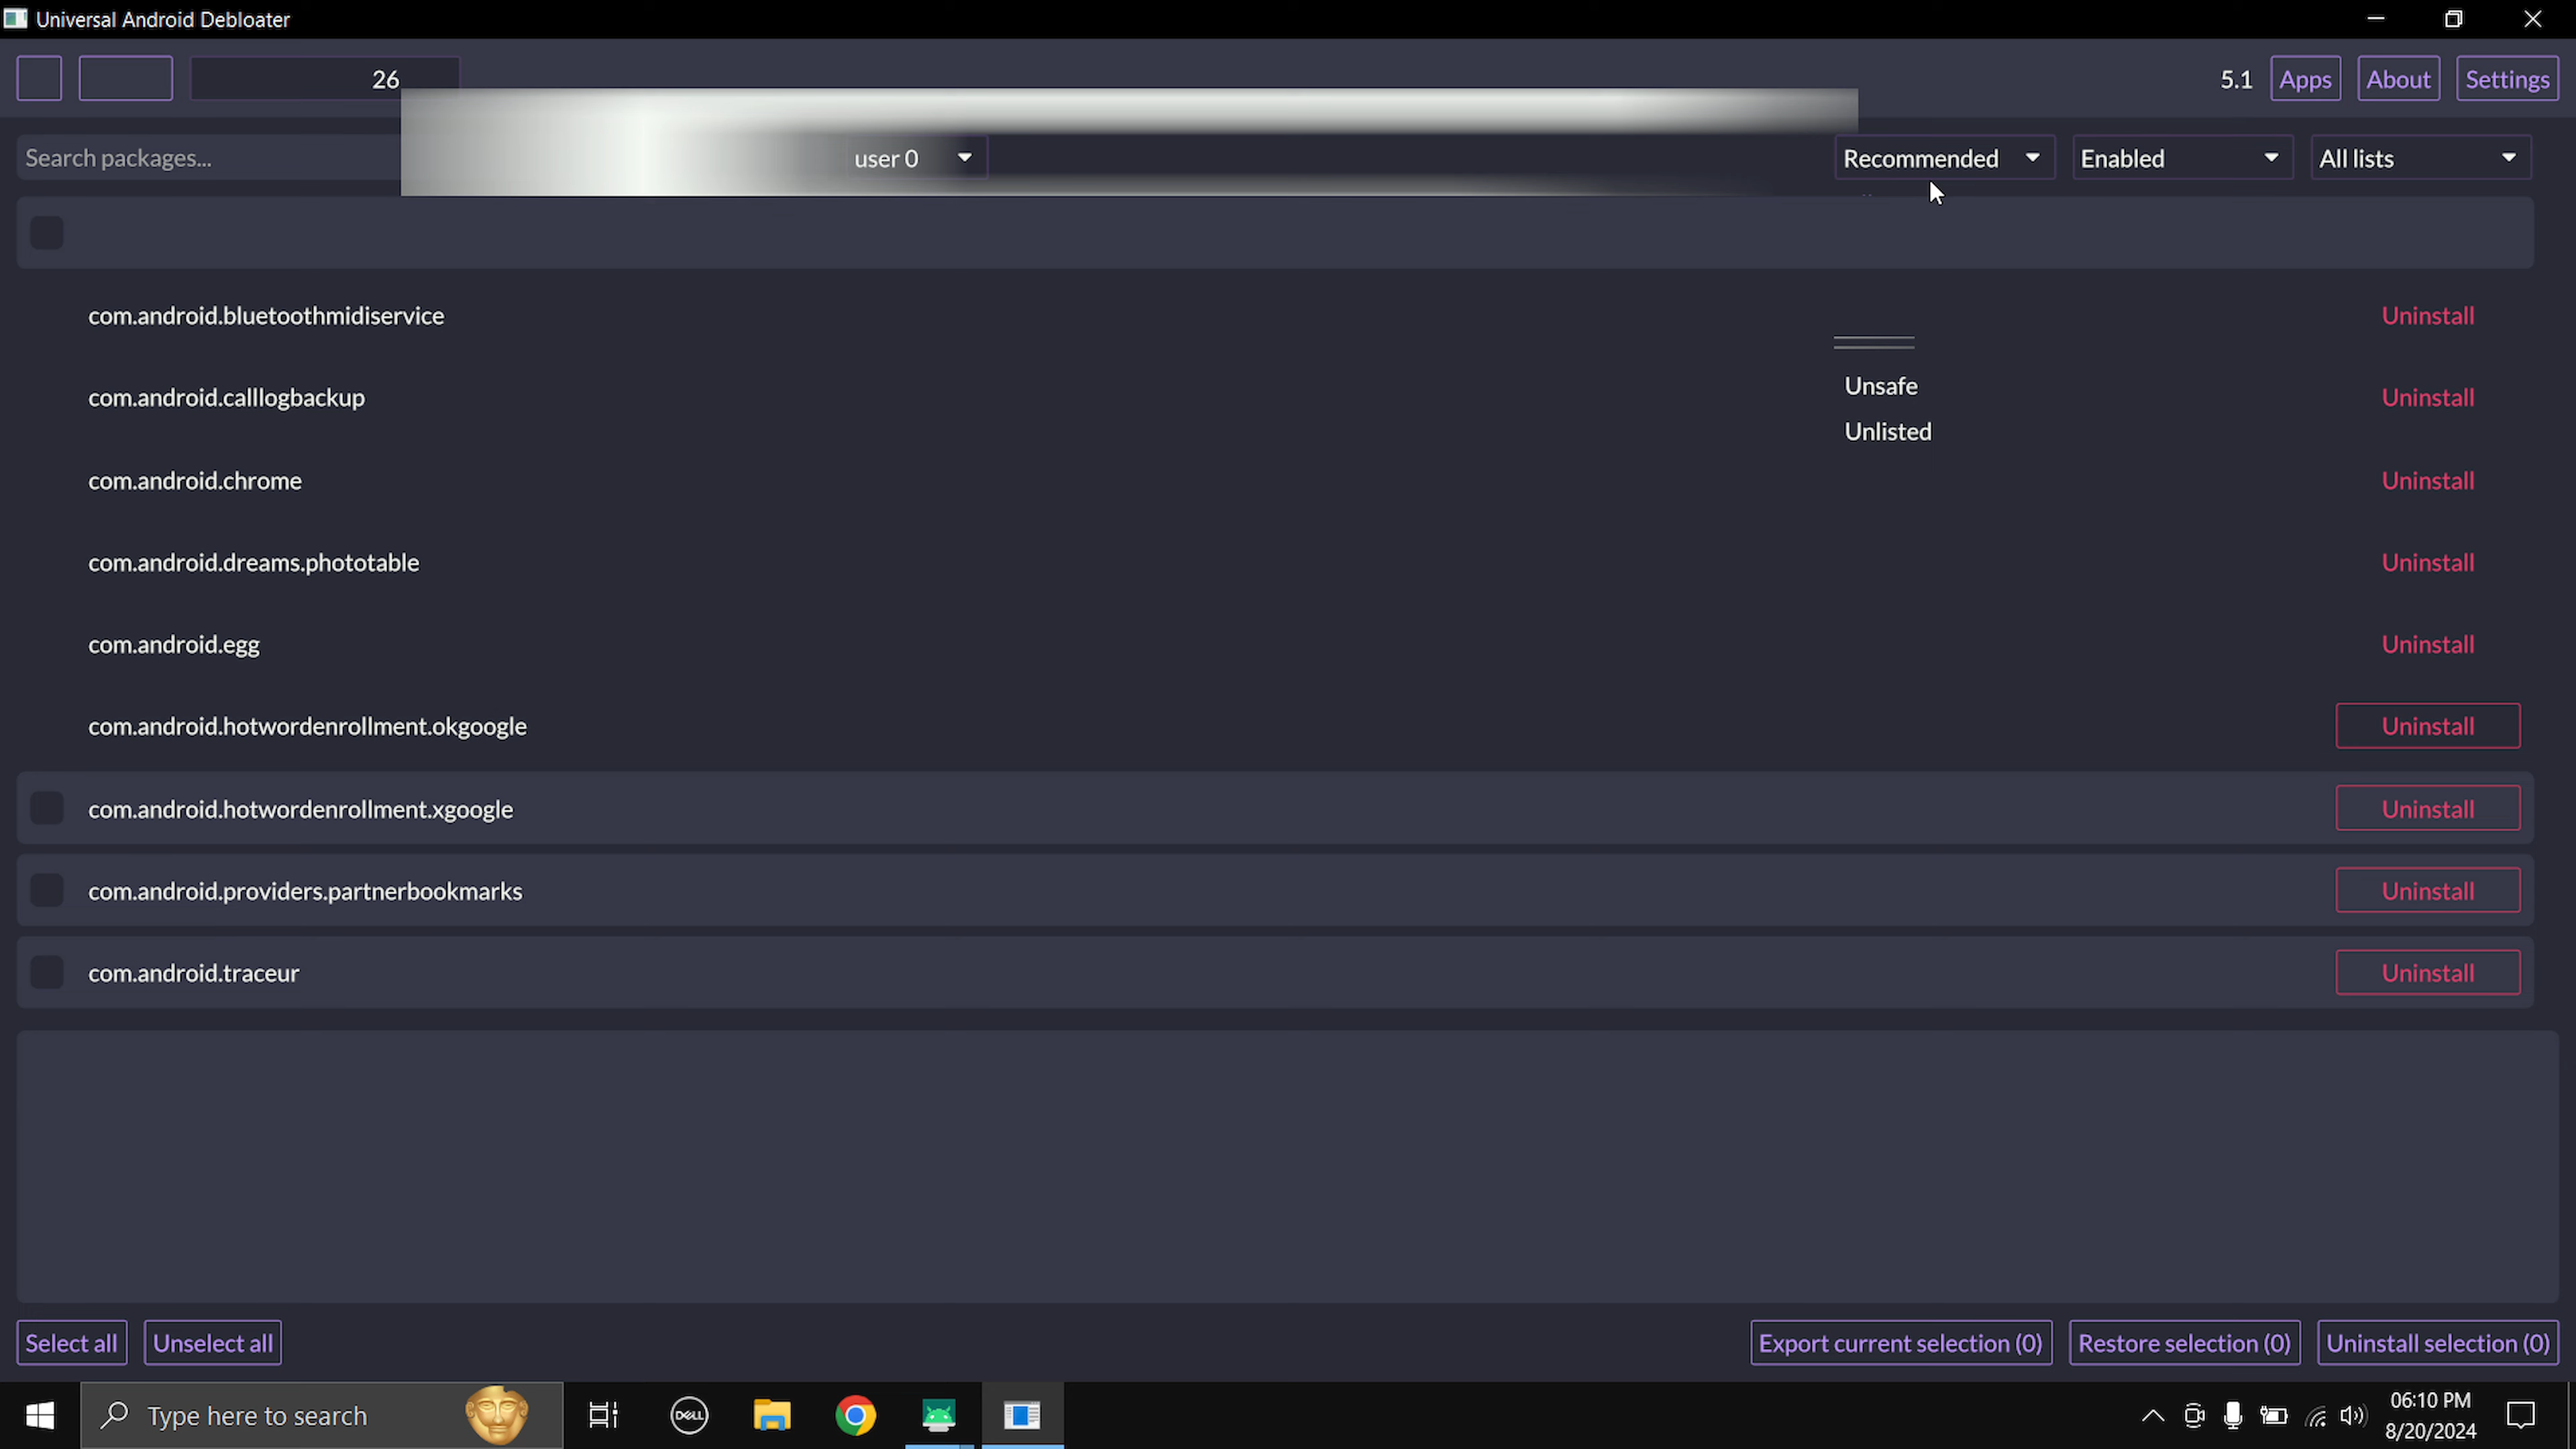 Universal Android Debloater
26
5.1 Apps About Settings
Search packages... user 0 Recommended Enabled All lists
com.android.bluetoothmidiservice Uninstall
Unsafe
com.android.calllogbackup Uninstall
Unlisted
com.android.chrome Uninstall
com.android.dreams.phototable Uninstall
com.android.egg Uninstall
com.android.hotwordenrollment.okgoogle Uninstall
com.android.hotwordenrollment.xgoogle Uninstall
com.android.providers.partnerbookmarks Uninstall
com.android.traceur Uninstall
Select all Unselect all Export current selection (0) Restore selection (0) Uninstall selection (0)
Type here to search DELL 06:10 PM
8/20/2024